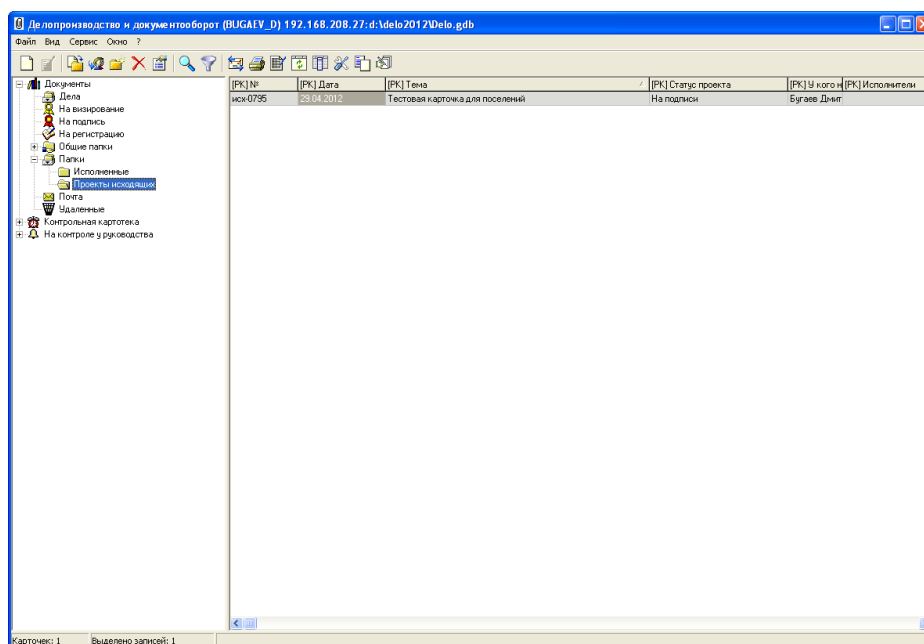 Делопроизводство и документооборот (BUGAEV_D) 192.168.208.27:d:\delo2012\Delo.gdb
Файл Вид Сервис Окно ?
Документы
Дела
На визирование
На подпись
На регистрацию
Общие папки
Папки
Исполненные
Проекты исходящих
Почта
Удаленные
Контрольная картотека
На контроле у руководства
[РК] № [РК] Дата [РК] Тема [РК] Статус проекта [РК] У кого н [РК] Исполнители
исх-0795 29.04.2012 Тестовая карточка для поселений На подписи Бугаев Дмит
Карточек: 1 Выделено записей: 1